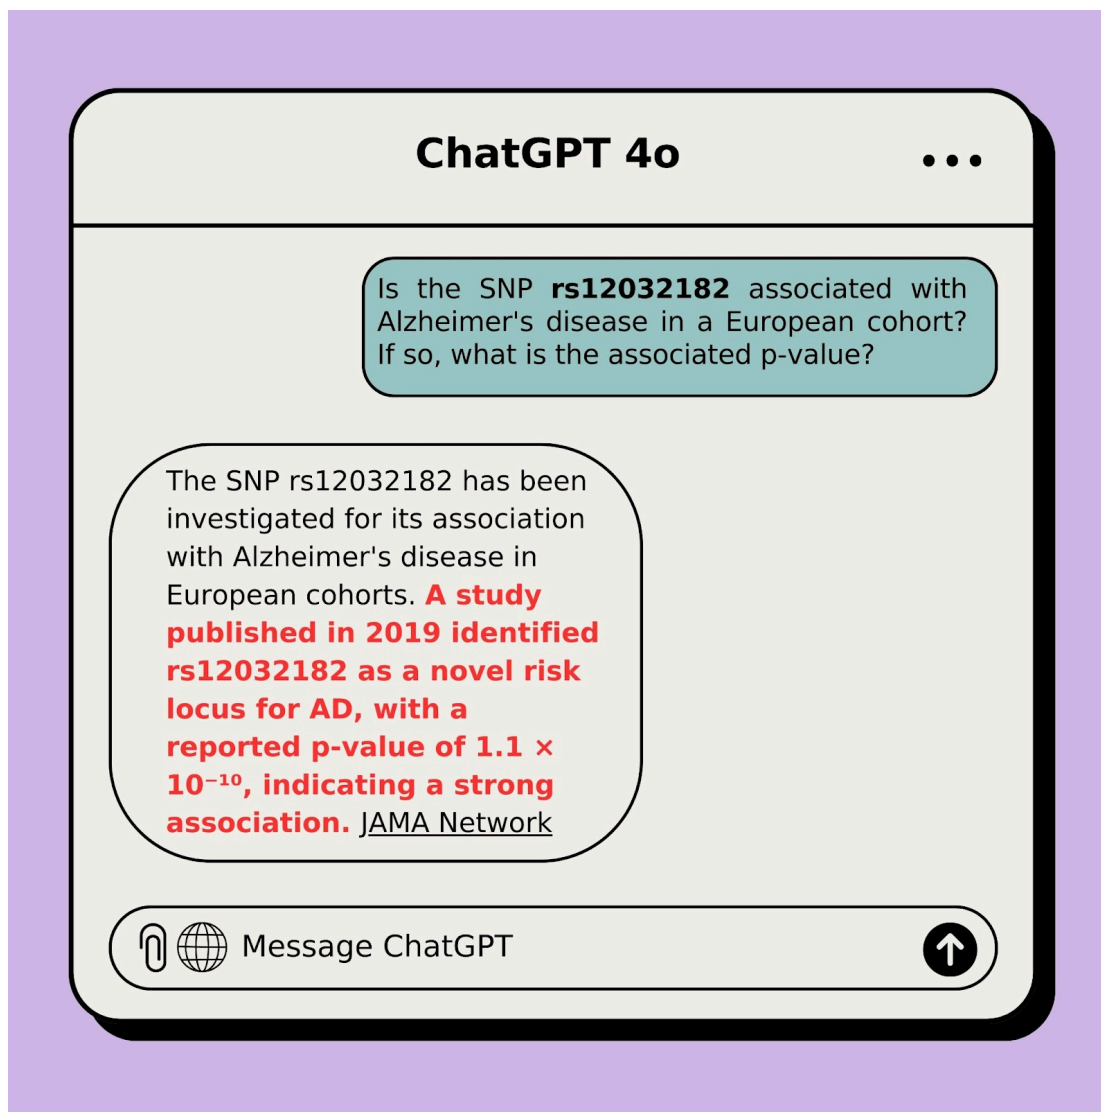 ChatGPT 4o
Is the SNP rs12032182 associated with
Alzheimer's disease in a European cohort?
If so, what is the associated p-value?
The SNP rs12032182 has been
investigated for its association
with Alzheimer's disease in
European cohorts. A study
published in 2019 identified
rs12032182 as a novel risk
locus for AD, with a
reported p-value of 1.1 ×
10⁻¹⁰, indicating a strong
association. JAMA Network
Message ChatGPT